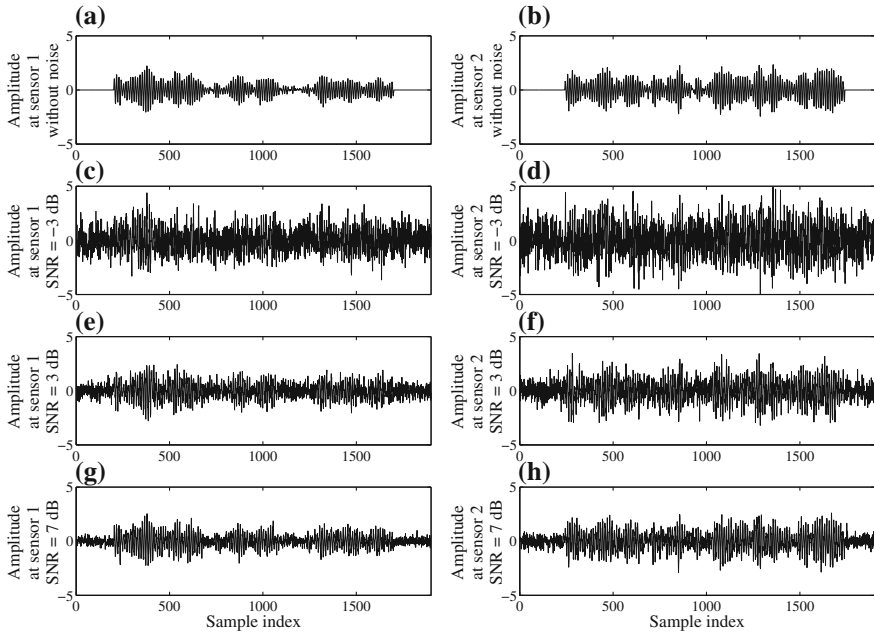 (a)
(b)
Amplitude
at sensor 1
without noise
5
0
−5
0
500
1000
1500
Amplitude
at sensor 2
without noise
5
0
−5
0
500
1000
1500
(c)
(d)
Amplitude
at sensor 1
SNR = −3 dB
5
0
−5
0
500
1000
1500
Amplitude
at sensor 2
SNR = −3 dB
5
0
−5
0
500
1000
1500
(e)
(f)
Amplitude
at sensor 1
SNR = 3 dB
5
0
−5
0
500
1000
1500
Amplitude
at sensor 2
SNR = 3 dB
5
0
−5
0
500
1000
1500
(g)
(h)
Amplitude
at sensor 1
SNR = 7 dB
5
0
−5
0
500
1000
1500
Sample index
Amplitude
at sensor 2
SNR = 7 dB
5
0
−5
0
500
1000
1500
Sample index